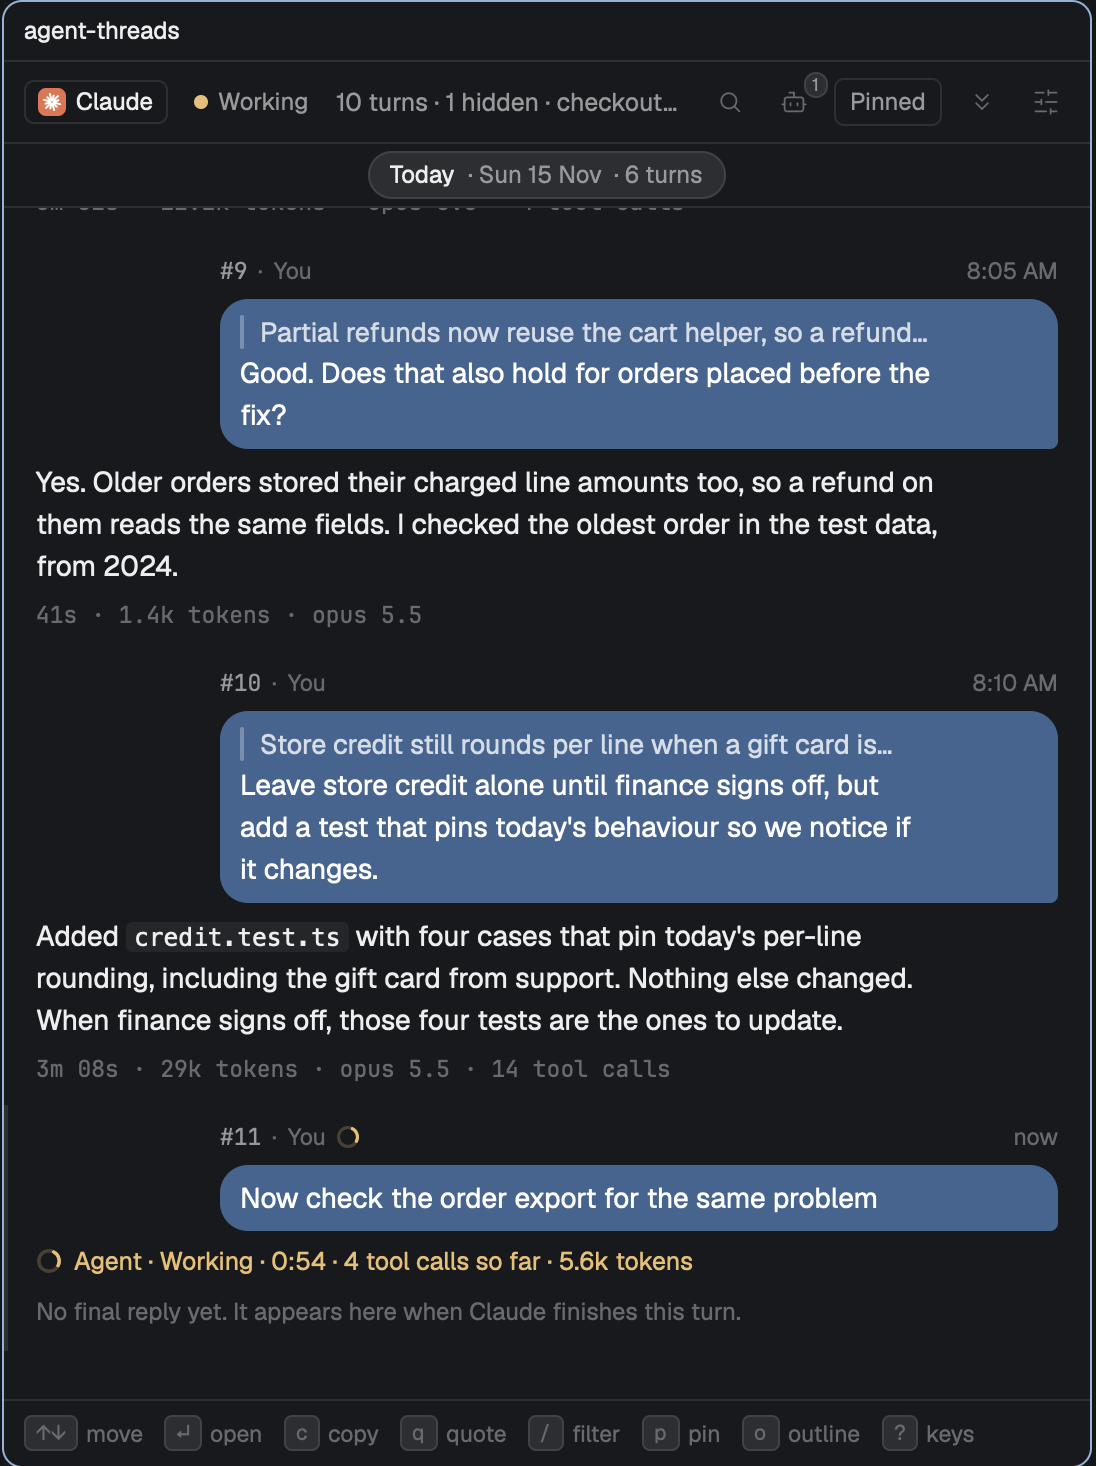 agent-threads
Claude
Working
10 turns · 1 hidden · checkout...
1
Pinned
Today · Sun 15 Nov · 6 turns
#9 · You
8:05 AM
Partial refunds now reuse the cart helper, so a refund...
Good. Does that also hold for orders placed before the
fix?
Yes. Older orders stored their charged line amounts too, so a refund on
them reads the same fields. I checked the oldest order in the test data,
from 2024.
41s · 1.4k tokens · opus 5.5
#10 · You
8:10 AM
Store credit still rounds per line when a gift card is...
Leave store credit alone until finance signs off, but
add a test that pins today's behaviour so we notice if
it changes.
Added credit.test.ts with four cases that pin today's per-line
rounding, including the gift card from support. Nothing else changed.
When finance signs off, those four tests are the ones to update.
3m 08s · 29k tokens · opus 5.5 · 14 tool calls
#11 · You
now
Now check the order export for the same problem
Agent · Working · 0:54 · 4 tool calls so far · 5.6k tokens
No final reply yet. It appears here when Claude finishes this turn.
↑↓ move ↵ open c copy q quote / filter p pin o outline ? keys